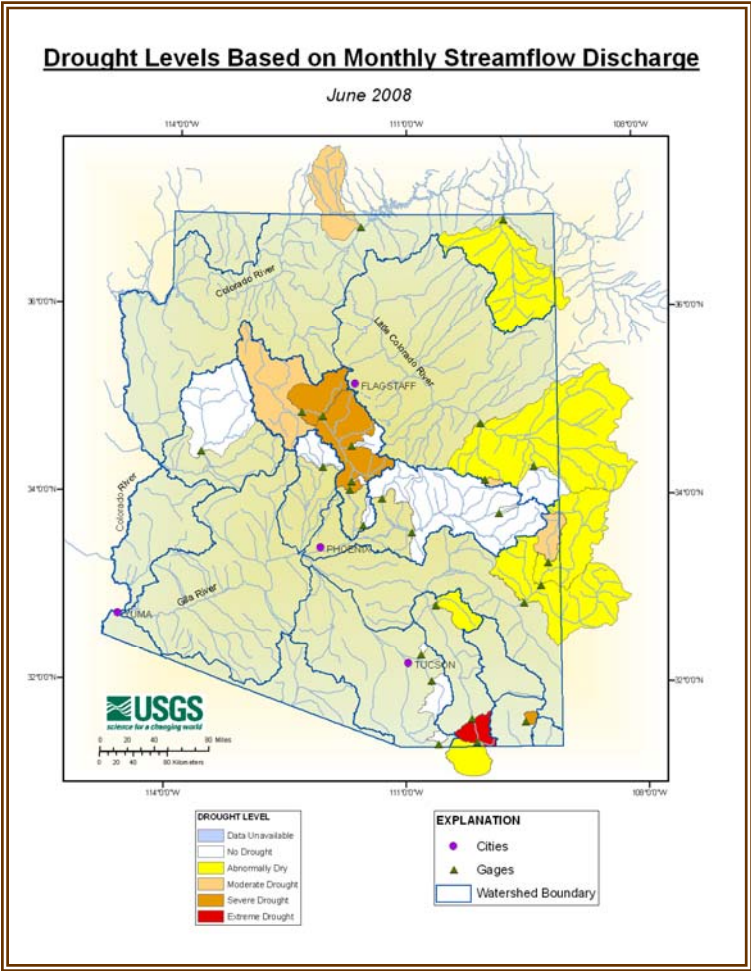 Drought Levels Based on Monthly Streamflow Discharge
June 2008
114°0'0"W
111°0'0"W
108°0'0"W
36°0'0"N
36°0'0"N
Colorado River
Little Colorado River
FLAGSTAFF
34°0'0"N
34°0'0"N
Colorado River
PHOENIX
Gila River
YUMA
TUCSON
32°0'0"N
32°0'0"N
USGS
science for a changing world
0 20 40 80 Miles
0 20 40 80 Kilometers
114°0'0"W
111°0'0"W
108°0'0"W
DROUGHT LEVEL
Data Unavailable
No Drought
Abnormally Dry
Moderate Drought
Severe Drought
Extreme Drought
EXPLANATION
Cities
Gages
Watershed Boundary